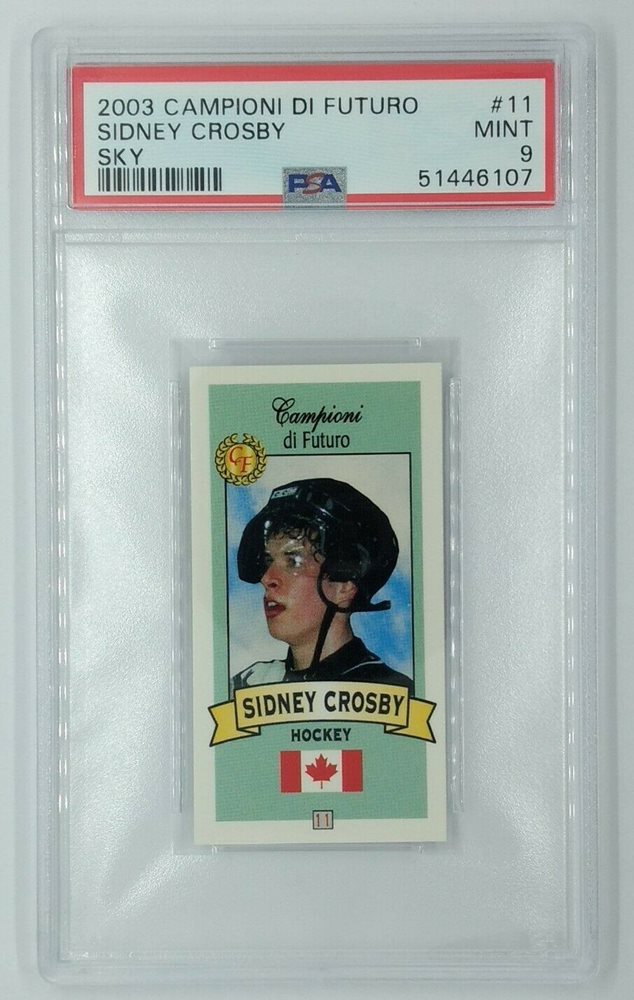 2003 CAMPIONI DI FUTURO #11
SIDNEY CROSBY MINT
SKY 9
PSA 51446107
Campioni
di Futuro
CF
SIDNEY CROSBY
HOCKEY
11